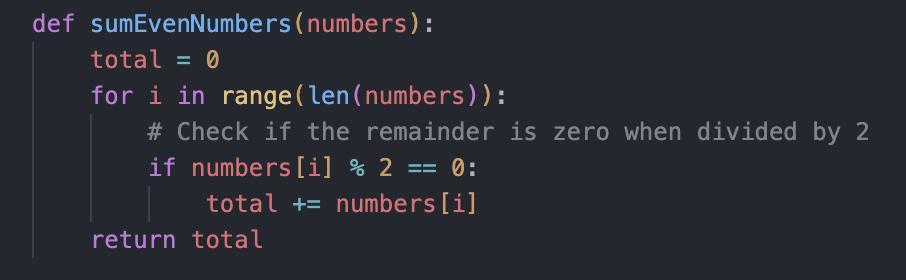 def sumEvenNumbers(numbers):
    total = 0
    for i in range(len(numbers)):
        # Check if the remainder is zero when divided by 2
        if numbers[i] % 2 == 0:
            total += numbers[i]
    return total